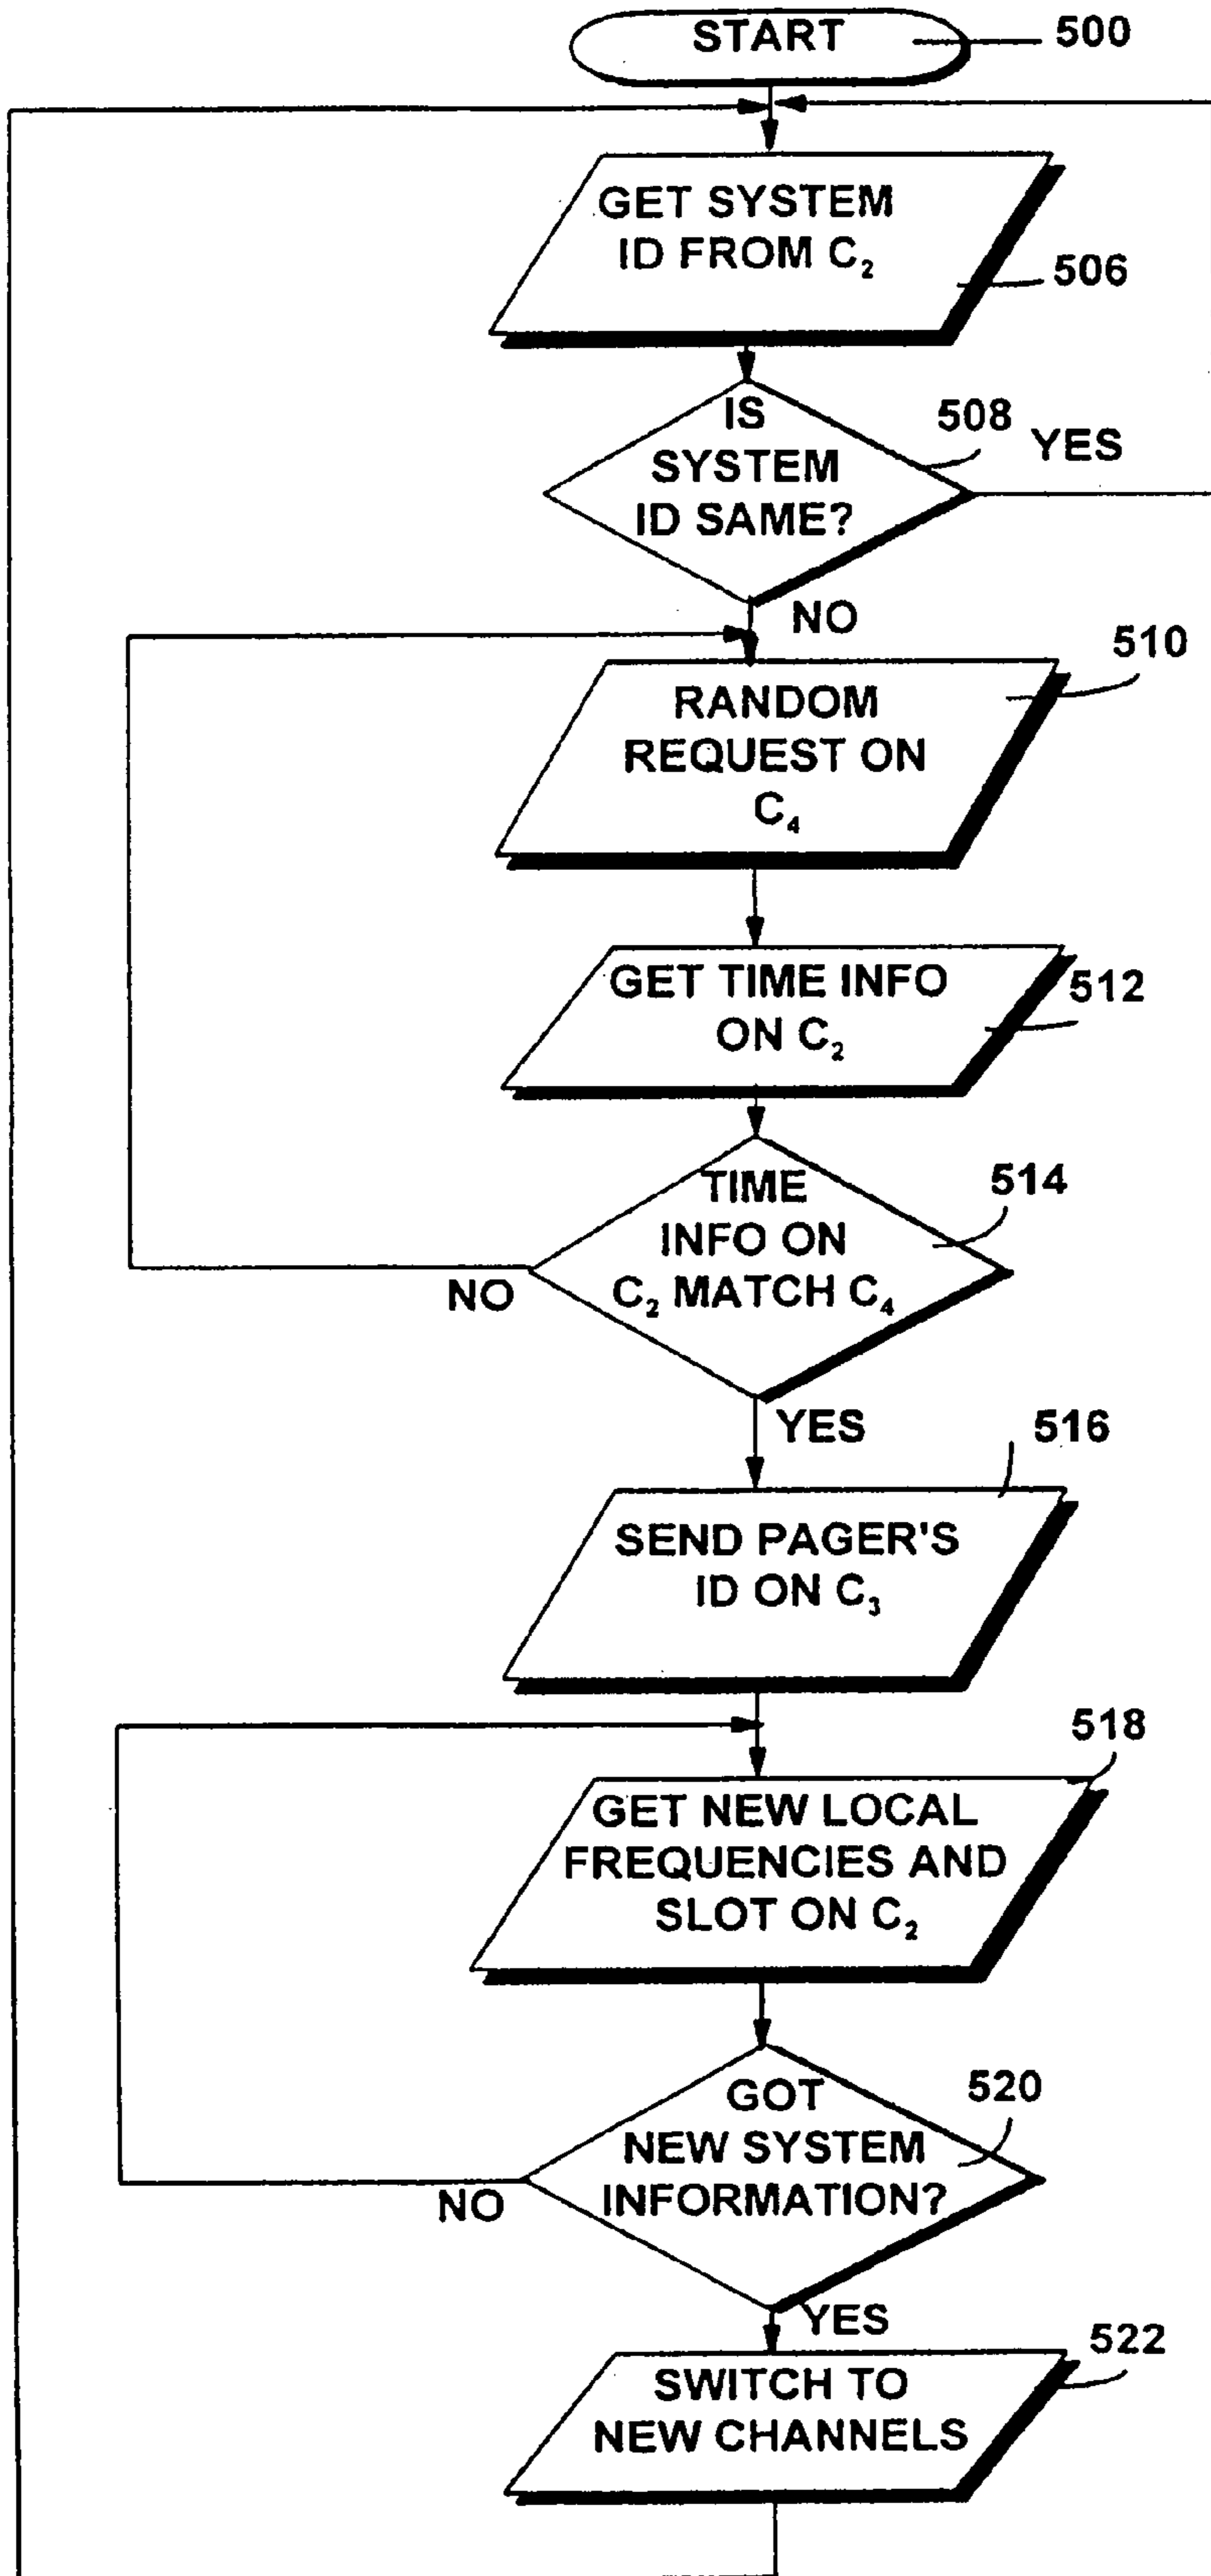 START
500
GET SYSTEM
ID FROM C₂
506
IS
SYSTEM
ID SAME?
508
YES
NO
510
RANDOM
REQUEST ON
C₄
GET TIME INFO
ON C₂
512
TIME
INFO ON
C₂ MATCH C₄
514
NO
YES
516
SEND PAGER'S
ID ON C₃
518
GET NEW LOCAL
FREQUENCIES AND
SLOT ON C₂
GOT
NEW SYSTEM
INFORMATION?
520
NO
YES
522
SWITCH TO
NEW CHANNELS